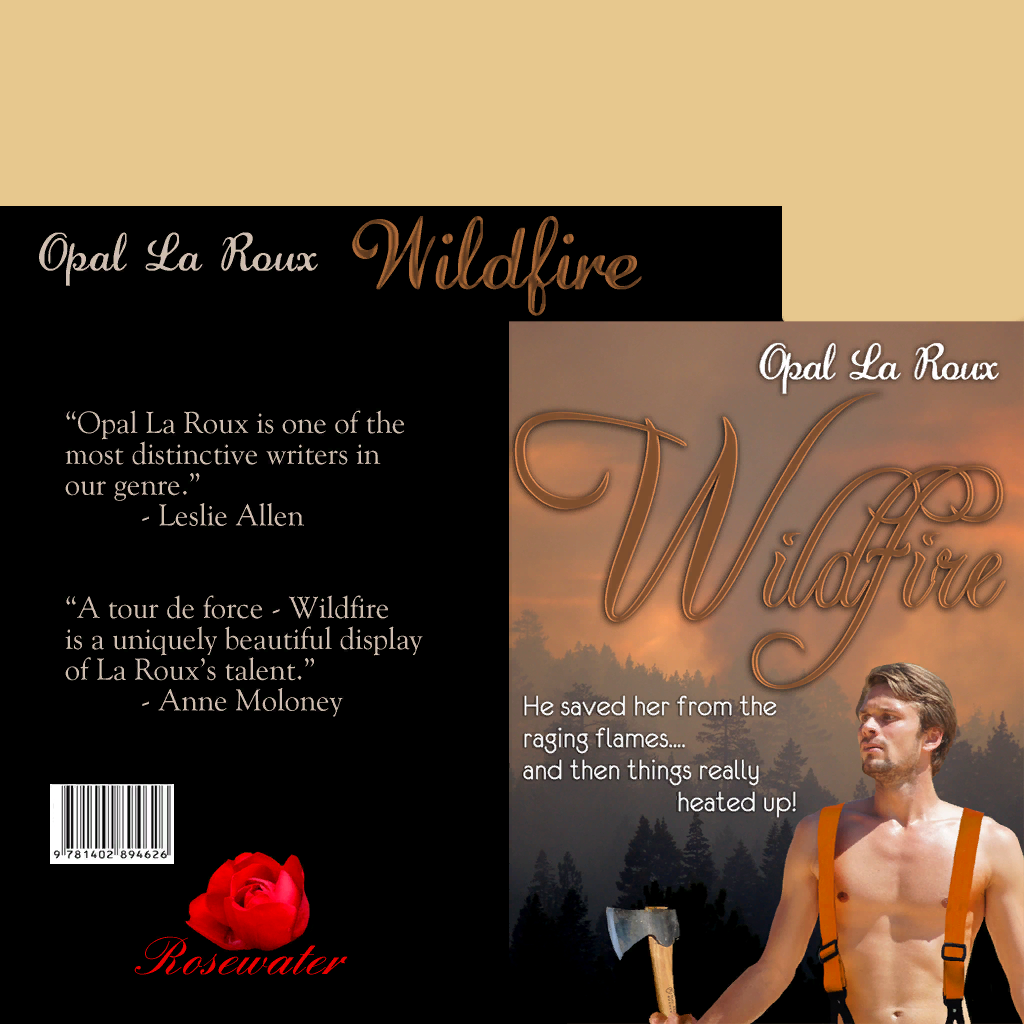 Opal La Roux Wildfire
"Opal La Roux is one of the
most distinctive writers in
our genre."
- Leslie Allen
"A tour de force - Wildfire
is a uniquely beautiful display
of La Roux's talent."
- Anne Moloney
9 781402 894626
Rosewater
Opal La Roux
Wildfire
He saved her from the
raging flames....
and then things really
heated up!